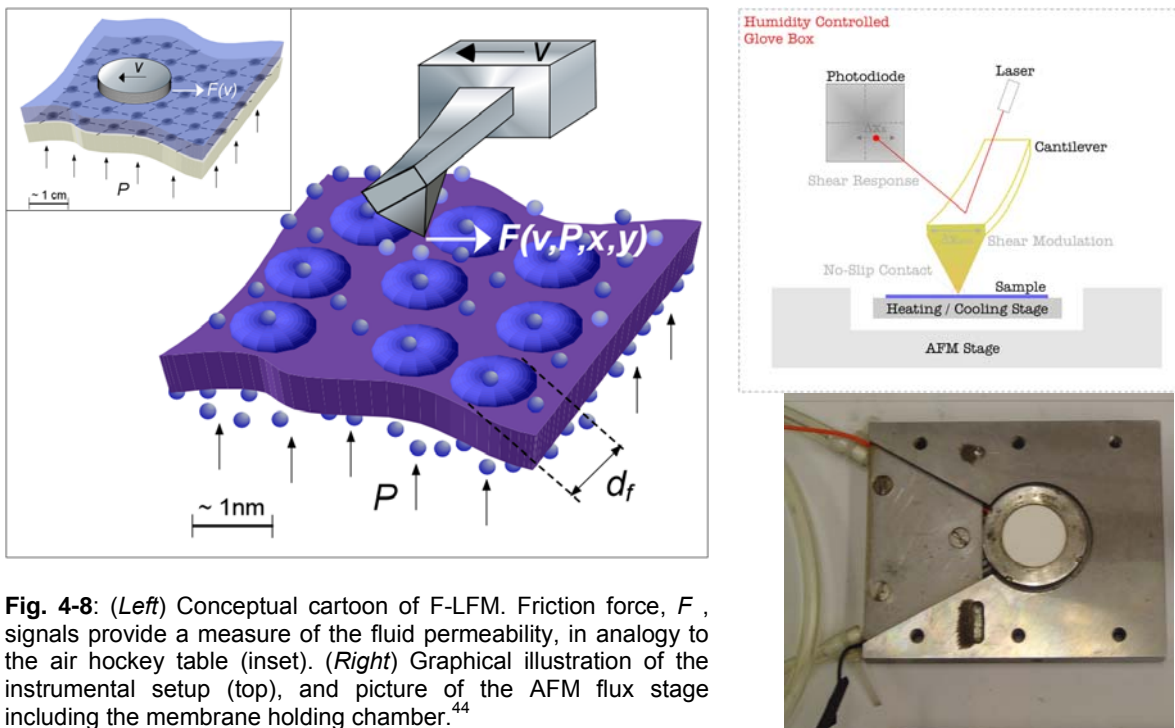 v
F(v)
P
~ 1 cm
v
F(v,P,x,y)
P
~ 1nm
d_f
Humidity Controlled
Glove Box
Photodiode
Laser
Cantilever
Shear Response
Shear Modulation
No-Slip Contact
Sample
Heating / Cooling Stage
AFM Stage
Fig. 4-8: (Left) Conceptual cartoon of F-LFM. Friction force, F ,
signals provide a measure of the fluid permeability, in analogy to
the air hockey table (inset). (Right) Graphical illustration of the
instrumental setup (top), and picture of the AFM flux stage
including the membrane holding chamber.44